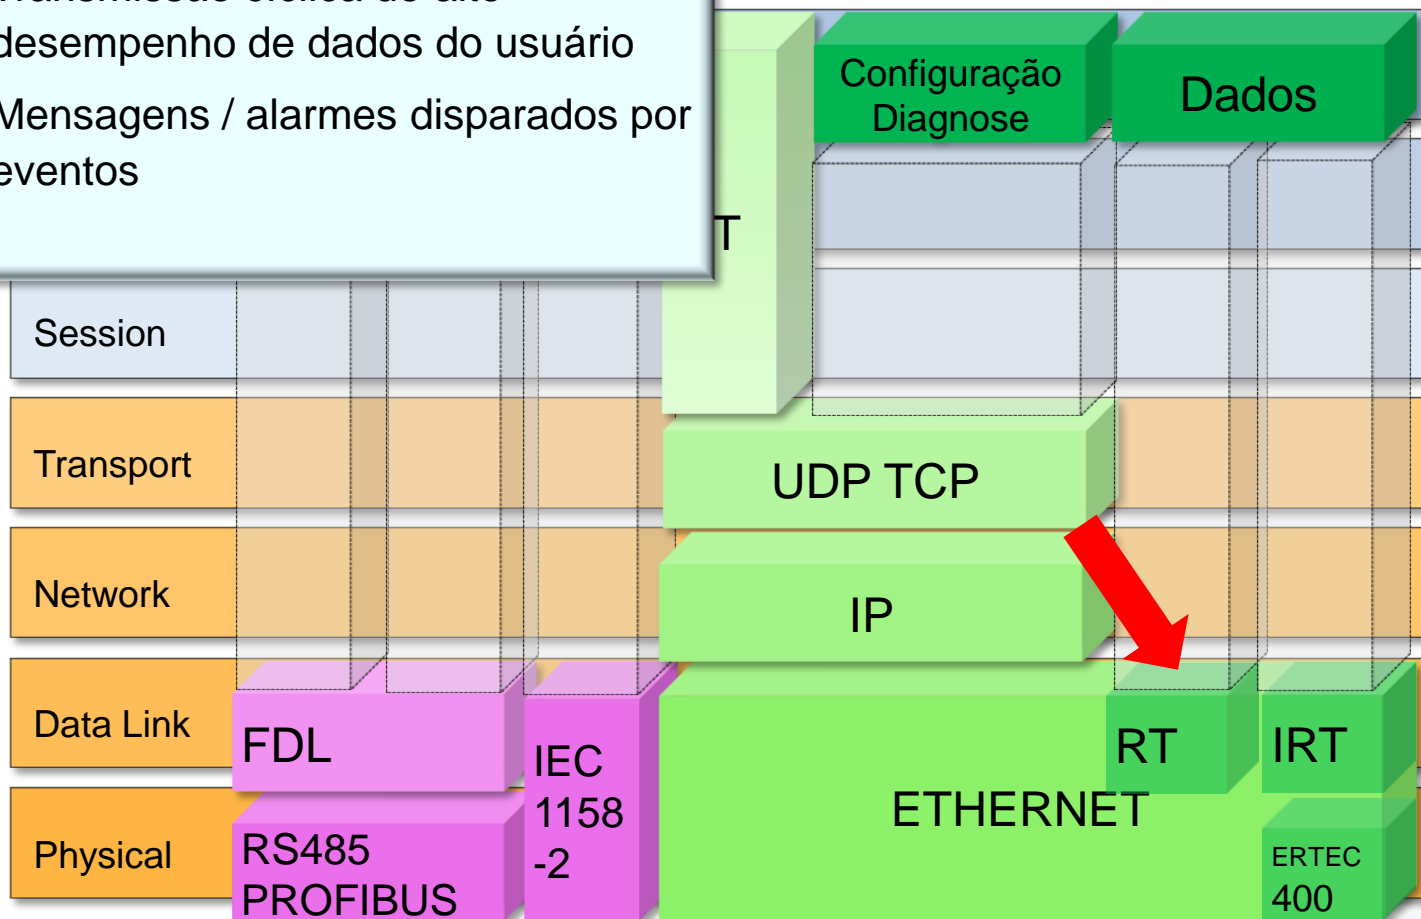 desempenho de dados do usuário
Mensagens / alarmes disparados por
eventos
Configuração
Diagnose
Dados
T
Session
Transport
UDP TCP
Network
IP
Data Link
FDL
IEC
1158
-2
RT
IRT
ETHERNET
Physical
RS485
PROFIBUS
ERTEC
400